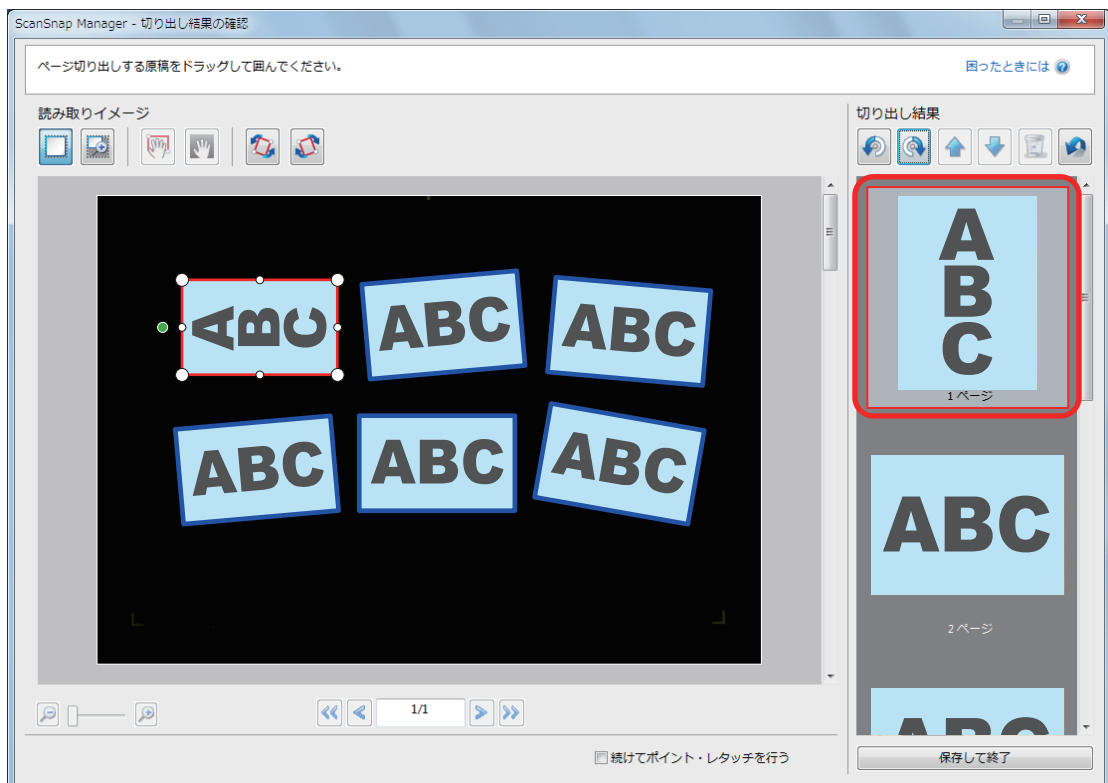 ScanSnap Manager - 切り出し結果の確認
ページ切り出しする原稿をドラッグして囲んでください。
困ったときには
読み取りイメージ
切り出し結果
ABC
ABC
ABC
ABC
ABC
ABC
1/1
続けてポイント・レタッチを行う
A
B
C
1 ページ
ABC
2 ページ
ABC
保存して終了